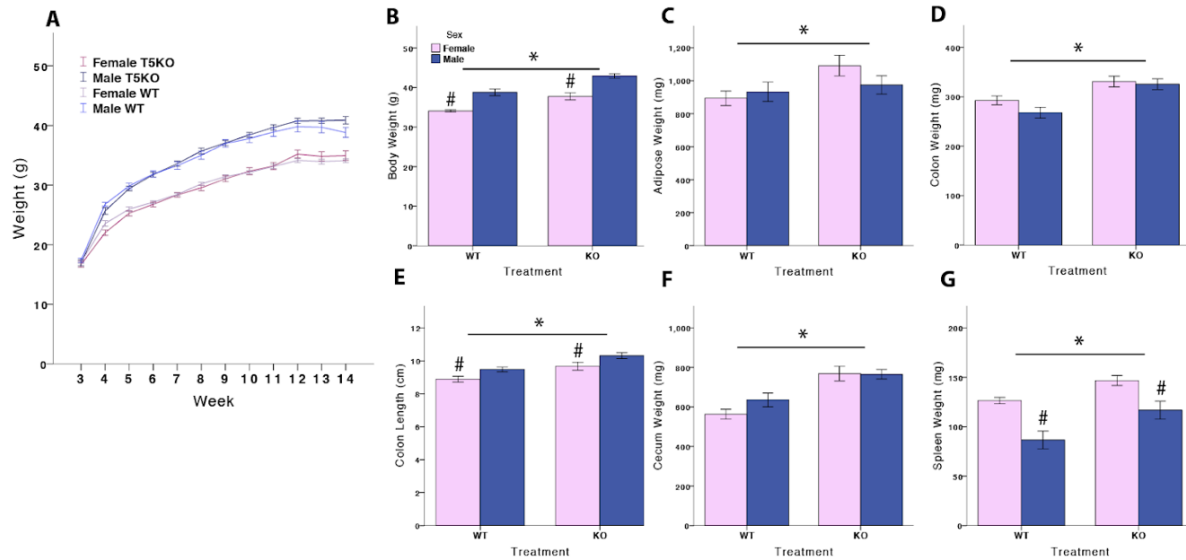 A
Weight (g)
50
40
30
20
10
0
Female T5KO
Male T5KO
Female WT
Male WT
3 4 5 6 7 8 9 10 11 12 13 14
Week
B
Sex
Female
Male
Body Weight (g)
50
40
30
20
10
0
*
# #
WT KO
Treatment
C
Adipose Weight (mg)
1,200
1,000
800
600
400
200
0
*
WT KO
Treatment
D
Colon Weight (mg)
400
300
200
100
0
*
WT KO
Treatment
E
Colon Length (cm)
12
10
8
6
4
2
0
*
# #
WT KO
Treatment
F
Cecum Weight (mg)
1,000
800
600
400
200
0
*
WT KO
Treatment
G
Spleen Weight (mg)
200
150
100
50
0
*
# #
WT KO
Treatment